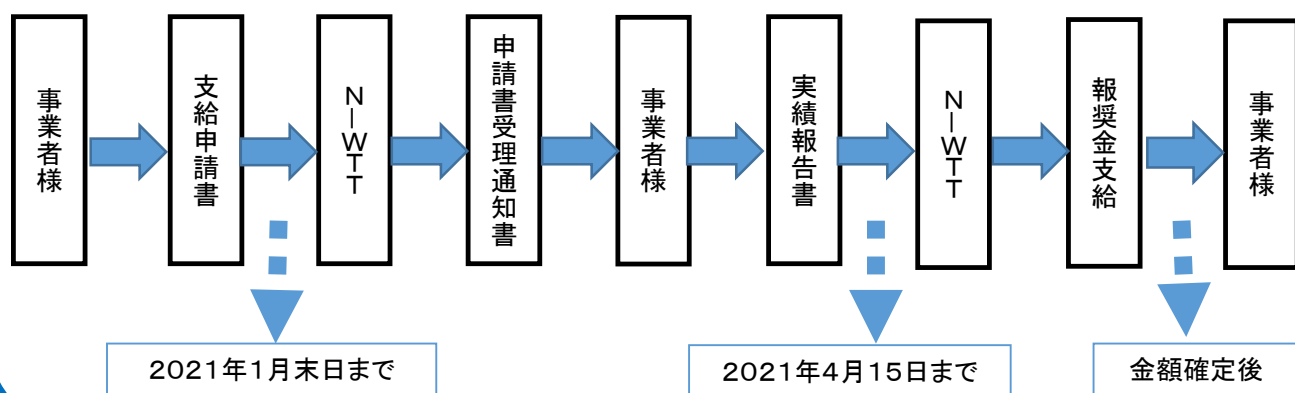 事業者様
支給申請書
N―WTT
申請書受理通知書
事業者様
実績報告書
N―WTT
報奨金支給
事業者様
2021年1月末日まで
2021年4月15日まで
金額確定後